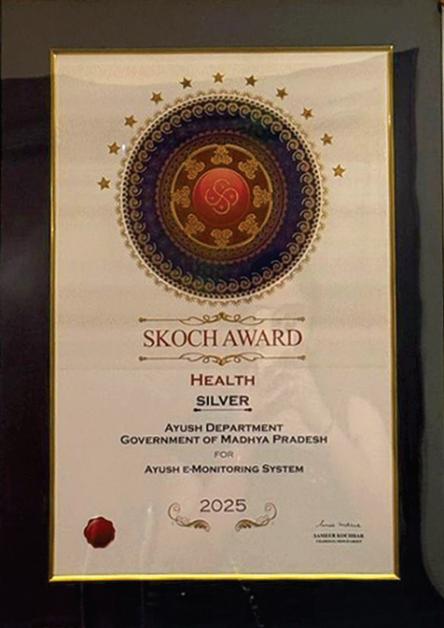 SKOCH AWARD
HEALTH
SILVER
AYUSH DEPARTMENT
GOVERNMENT OF MADHYA PRADESH
FOR
AYUSH E-MONITORING SYSTEM
2025
SAMEER KOCHHAR